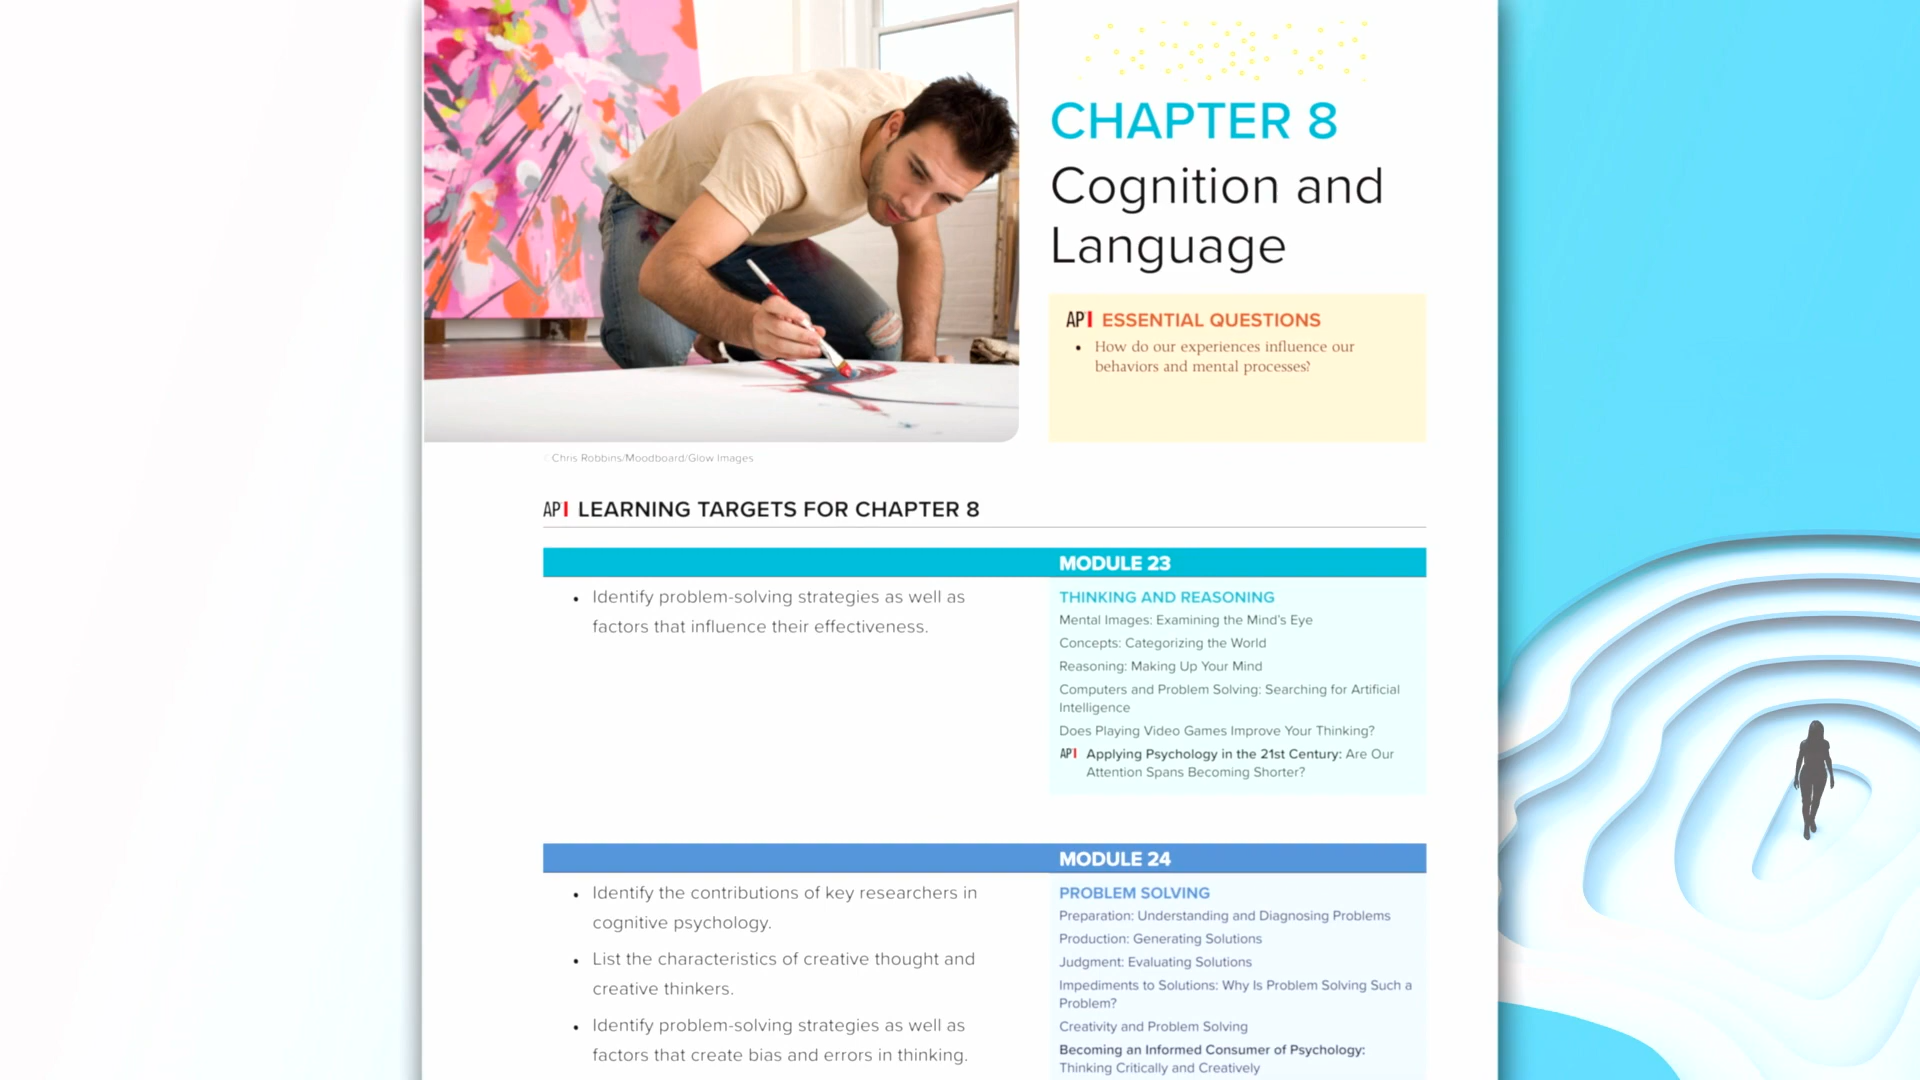 CHAPTER 8
Cognition and
Language
AP ESSENTIAL QUESTIONS
• How do our experiences influence our
behaviors and mental processes?
Chris Robbins/Moodboard/Glow Images
AP LEARNING TARGETS FOR CHAPTER 8
MODULE 23
• Identify problem-solving strategies as well as
factors that influence their effectiveness.
THINKING AND REASONING
Mental Images: Examining the Mind's Eye
Concepts: Categorizing the World
Reasoning: Making Up Your Mind
Computers and Problem Solving: Searching for Artificial
Intelligence
Does Playing Video Games Improve Your Thinking?
AP Applying Psychology in the 21st Century: Are Our
Attention Spans Becoming Shorter?
MODULE 24
• Identify the contributions of key researchers in
cognitive psychology.
• List the characteristics of creative thought and
creative thinkers.
• Identify problem-solving strategies as well as
factors that create bias and errors in thinking.
PROBLEM SOLVING
Preparation: Understanding and Diagnosing Problems
Production: Generating Solutions
Judgment: Evaluating Solutions
Impediments to Solutions: Why Is Problem Solving Such a
Problem?
Creativity and Problem Solving
Becoming an Informed Consumer of Psychology:
Thinking Critically and Creatively